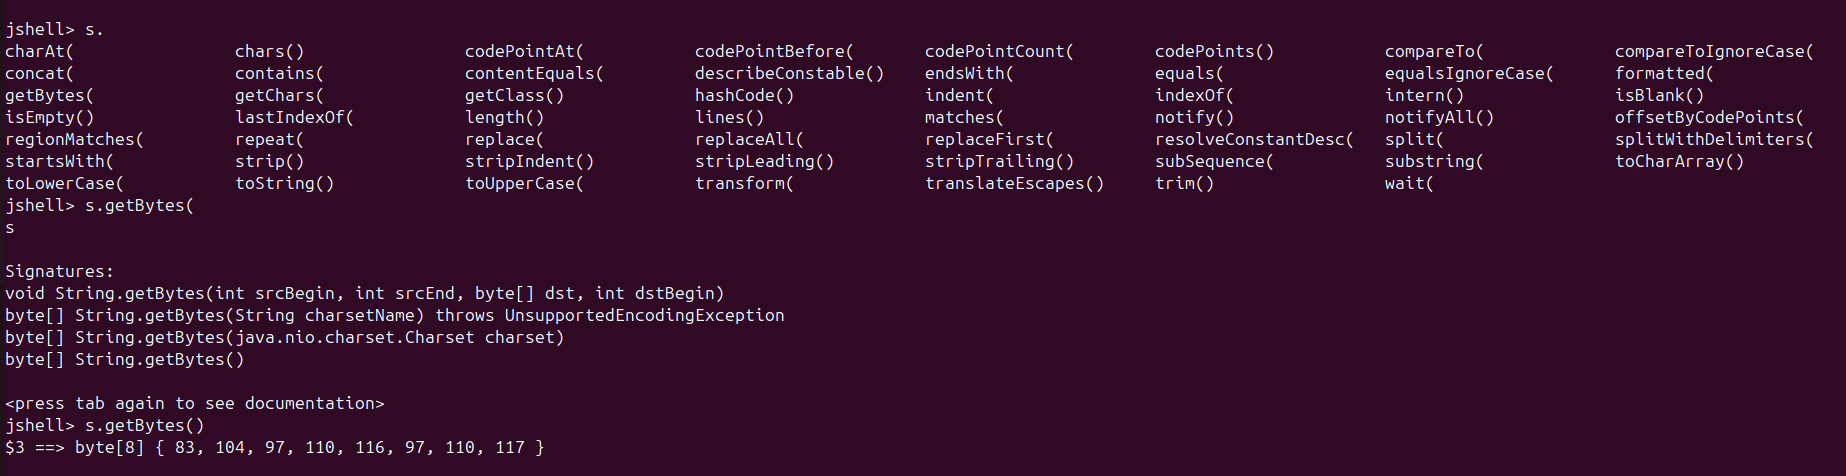 jshell> s.
charAt( chars() codePointAt( codePointBefore( codePointCount( codePoints() compareTo( compareToIgnoreCase(
concat( contains( contentEquals( describeConstable() endsWith( equals( equalsIgnoreCase( formatted(
getBytes( getChars( getClass() hashCode() indent( indexOf( intern() isBlank()
isEmpty() lastIndexOf( length() lines() matches( notify() notifyAll() offsetByCodePoints(
regionMatches( repeat( replace( replaceAll( replaceFirst( resolveConstantDesc( split( splitWithDelimiters(
startsWith( strip() stripIndent() stripLeading() stripTrailing() subSequence( substring( toCharArray()
toLowerCase( toString() toUpperCase( transform( translateEscapes() trim() wait(
jshell> s.getBytes(
s
Signatures:
void String.getBytes(int srcBegin, int srcEnd, byte[] dst, int dstBegin)
byte[] String.getBytes(String charsetName) throws UnsupportedEncodingException
byte[] String.getBytes(java.nio.charset.Charset charset)
byte[] String.getBytes()
<press tab again to see documentation>
jshell> s.getBytes()
$3 ==> byte[8] { 83, 104, 97, 110, 116, 97, 110, 117 }